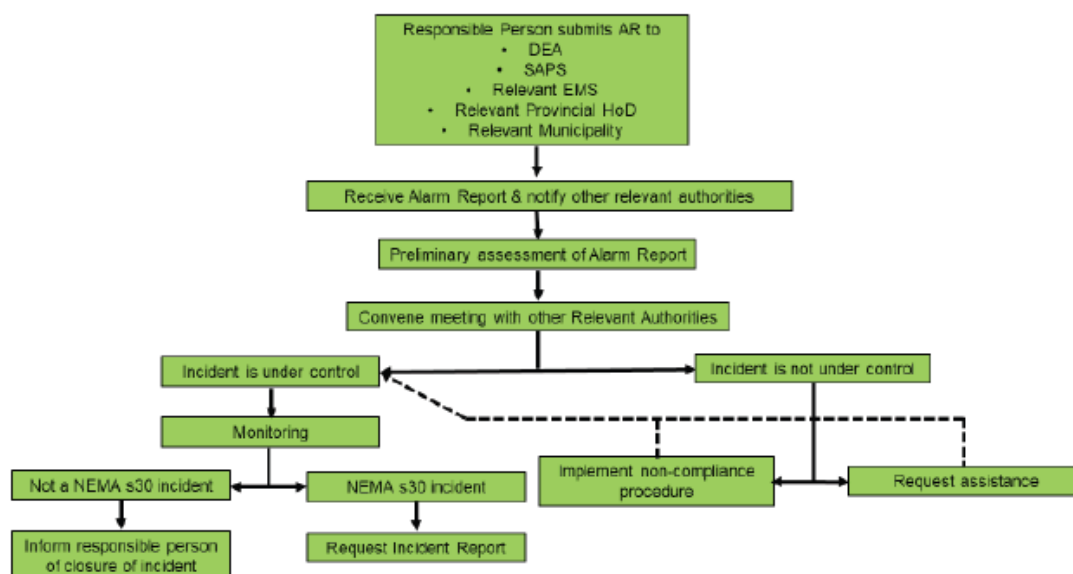 Responsible Person submits AR to
• DEA
• SAPS
• Relevant EMS
• Relevant Provincial HoD
• Relevant Municipality
Receive Alarm Report & notify other relevant authorities
Preliminary assessment of Alarm Report
Convene meeting with other Relevant Authorities
Incident is under control
Incident is not under control
Monitoring
Implement non-compliance
procedure
Request assistance
Not a NEMA s30 incident
NEMA s30 incident
Inform responsible person
of closure of incident
Request Incident Report